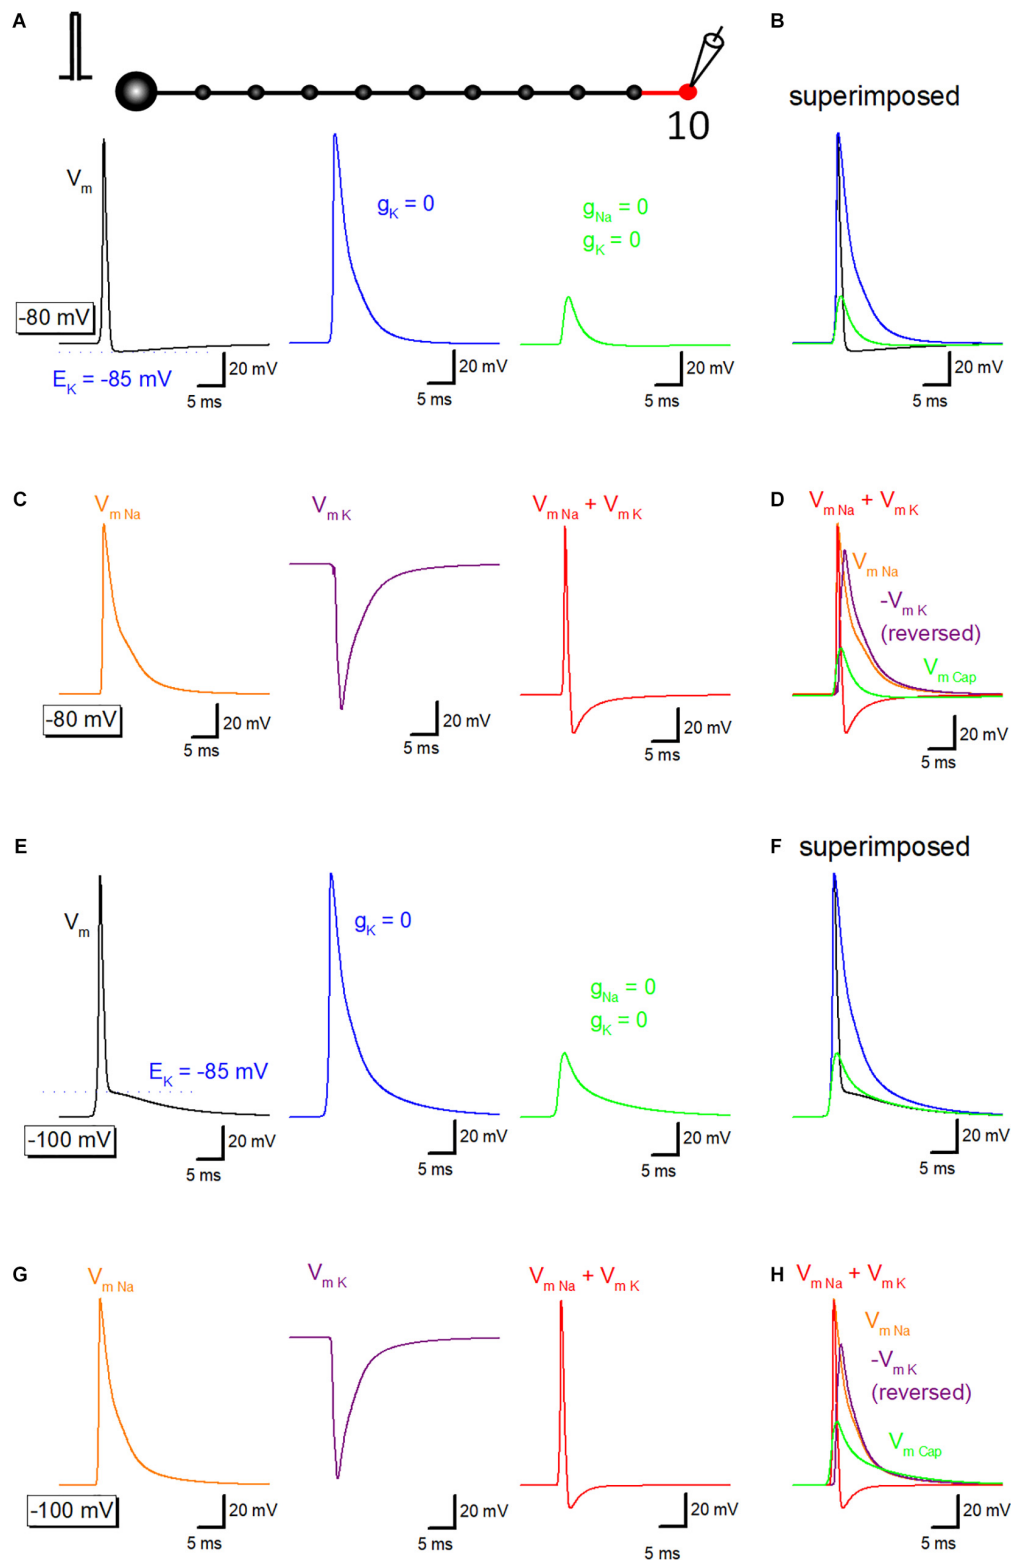 A
B
superimposed
10
Vm
gK = 0
gNa = 0
gK = 0
-80 mV
EK = -85 mV
20 mV
5 ms
20 mV
5 ms
20 mV
5 ms
20 mV
5 ms
C
Vm Na
Vm K
Vm Na + Vm K
D
Vm Na + Vm K
Vm Na
-Vm K
(reversed)
Vm Cap
-80 mV
20 mV
5 ms
20 mV
5 ms
20 mV
5 ms
20 mV
5 ms
E
F
superimposed
Vm
gK = 0
gNa = 0
gK = 0
EK = -85 mV
-100 mV
20 mV
5 ms
20 mV
5 ms
20 mV
5 ms
20 mV
5 ms
G
Vm Na
Vm K
Vm Na + Vm K
H
Vm Na + Vm K
Vm Na
-Vm K
(reversed)
Vm Cap
-100 mV
20 mV
5 ms
20 mV
5 ms
20 mV
5 ms
20 mV
5 ms